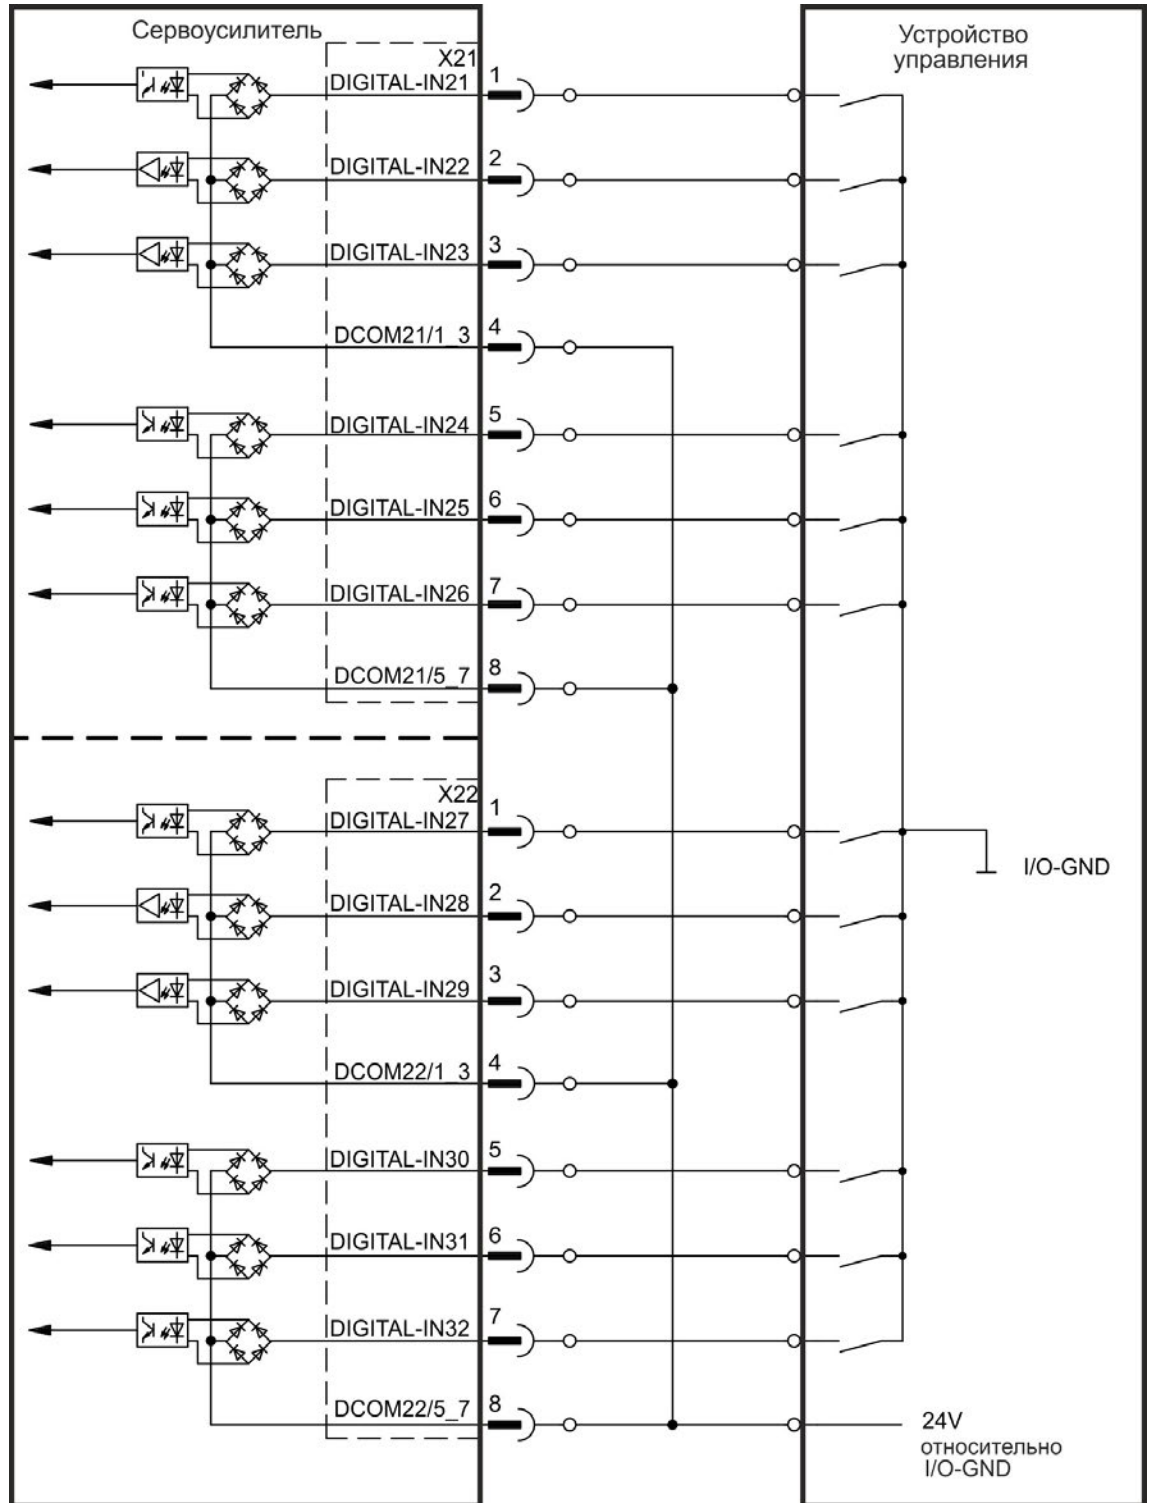 Сервоусилитель
Устройство
управления
X21
DIGITAL-IN21
1
DIGITAL-IN22
2
DIGITAL-IN23
3
DCOM21/1_3
4
DIGITAL-IN24
5
DIGITAL-IN25
6
DIGITAL-IN26
7
DCOM21/5_7
8
X22
DIGITAL-IN27
1
I/O-GND
DIGITAL-IN28
2
DIGITAL-IN29
3
DCOM22/1_3
4
DIGITAL-IN30
5
DIGITAL-IN31
6
DIGITAL-IN32
7
DCOM22/5_7
8
24V
относительно
I/O-GND